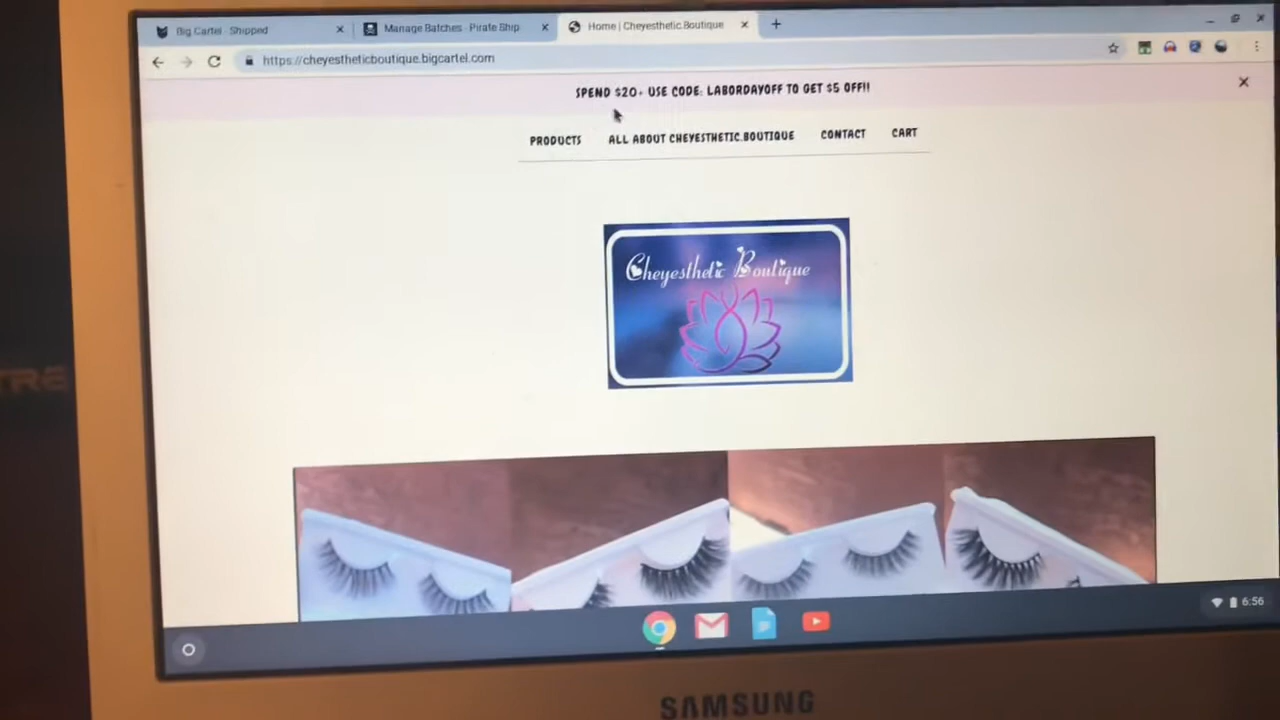 Big Cartel · Shipped
Manage Batches · Pirate Ship
Home | Cheyesthetic.Boutique
https://cheyestheticboutique.bigcartel.com
SPEND $20+ USE CODE: LABORDAYOFF TO GET $5 OFF!!
PRODUCTS ALL ABOUT CHEYESTHETIC.BOUTIQUE CONTACT CART
Cheyesthetic Boutique
6:56
SAMSUNG